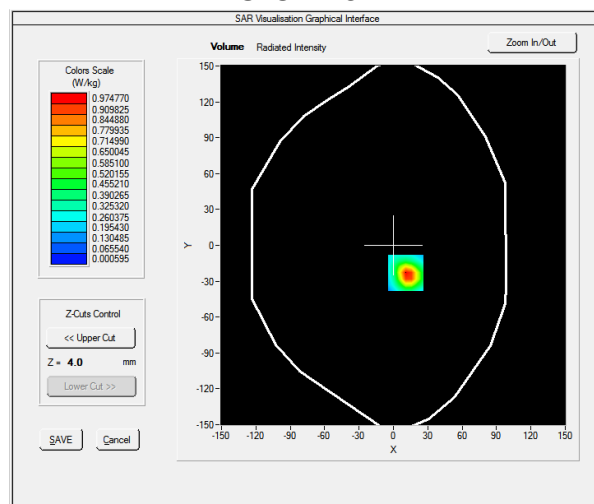 SAR Visualisation Graphical Interface
Volume Radiated Intensity
Zoom In/Out
Colors Scale
(W/kg)
0.974770
0.909825
0.844880
0.779935
0.714990
0.650045
0.585100
0.520155
0.455210
0.390265
0.325320
0.260375
0.195430
0.130485
0.065540
0.000595
Z-Cuts Control
<< Upper Cut
Z = 4.0 mm
Lower Cut >>
SAVE Cancel
150
120
90
60
30
0
-30
-60
-90
-120
-150
Y
-150 -120 -90 -60 -30 0 30 60 90 120 150
X